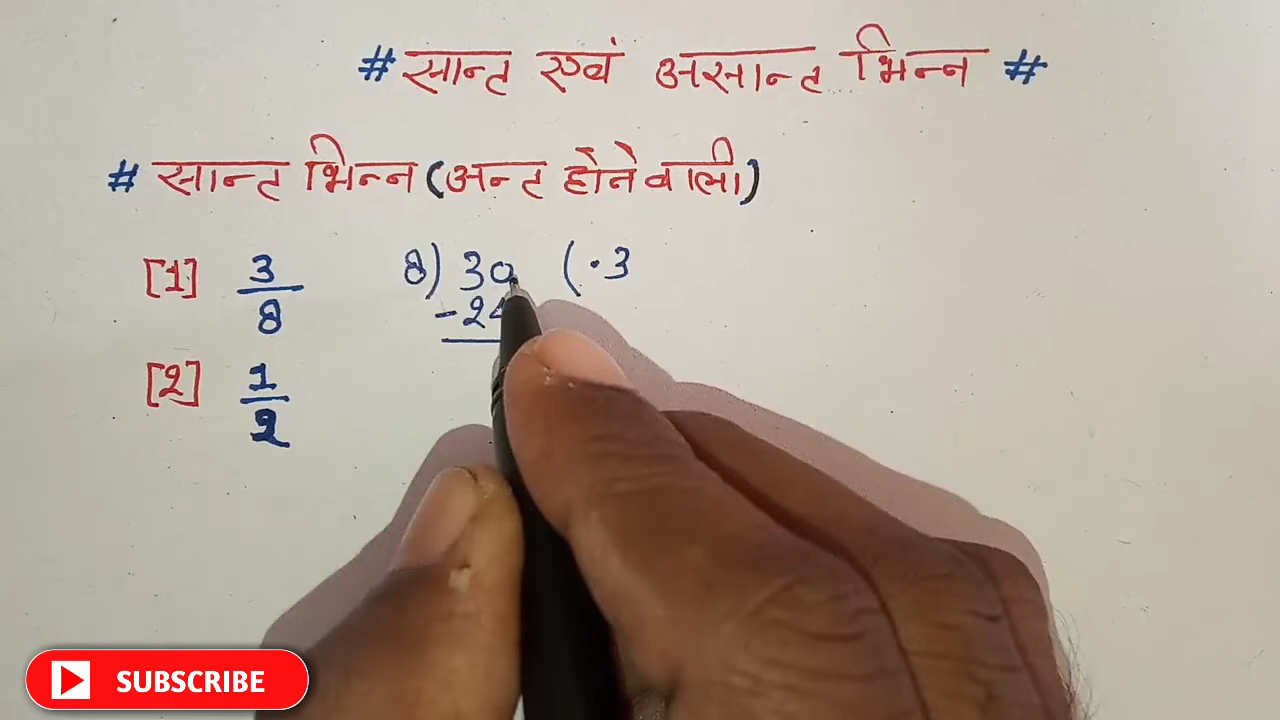 # सान्त एवं असान्त भिन्न #
# सान्त भिन्न (अन्त होने वाली)
[1] 3/8 8) 30 ( .3
- 24
[2] 1/2
SUBSCRIBE